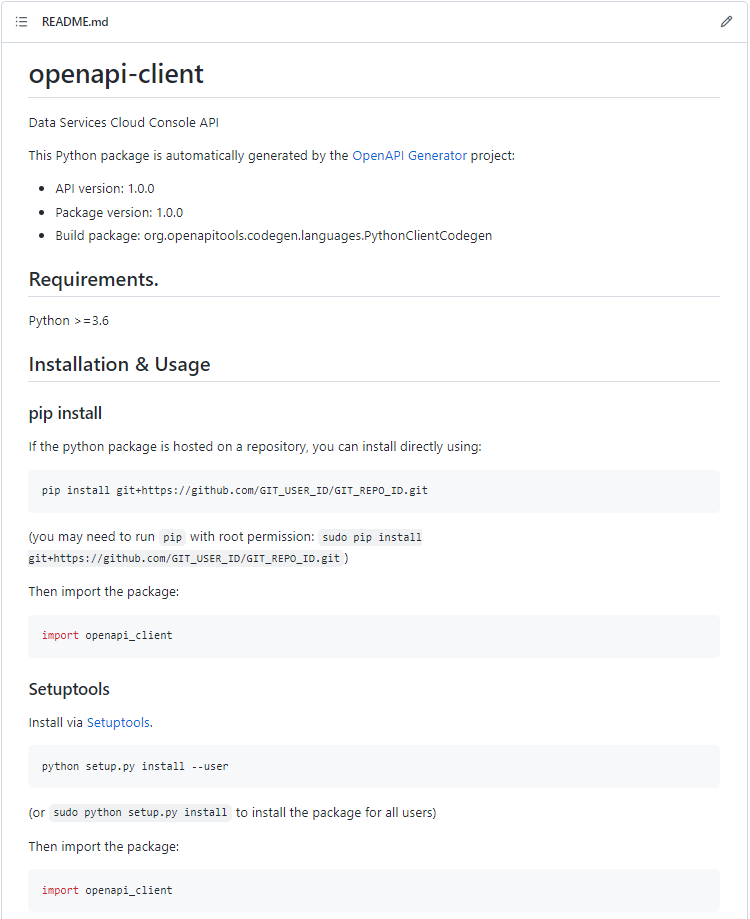 README.md
openapi-client
Data Services Cloud Console API
This Python package is automatically generated by the OpenAPI Generator project:
API version: 1.0.0
Package version: 1.0.0
Build package: org.openapitools.codegen.languages.PythonClientCodegen
Requirements.
Python >=3.6
Installation & Usage
pip install
If the python package is hosted on a repository, you can install directly using:
pip install git+https://github.com/GIT_USER_ID/GIT_REPO_ID.git
(you may need to run pip with root permission: sudo pip install
git+https://github.com/GIT_USER_ID/GIT_REPO_ID.git )
Then import the package:
import openapi_client
Setuptools
Install via Setuptools.
python setup.py install --user
(or sudo python setup.py install to install the package for all users)
Then import the package:
import openapi_client